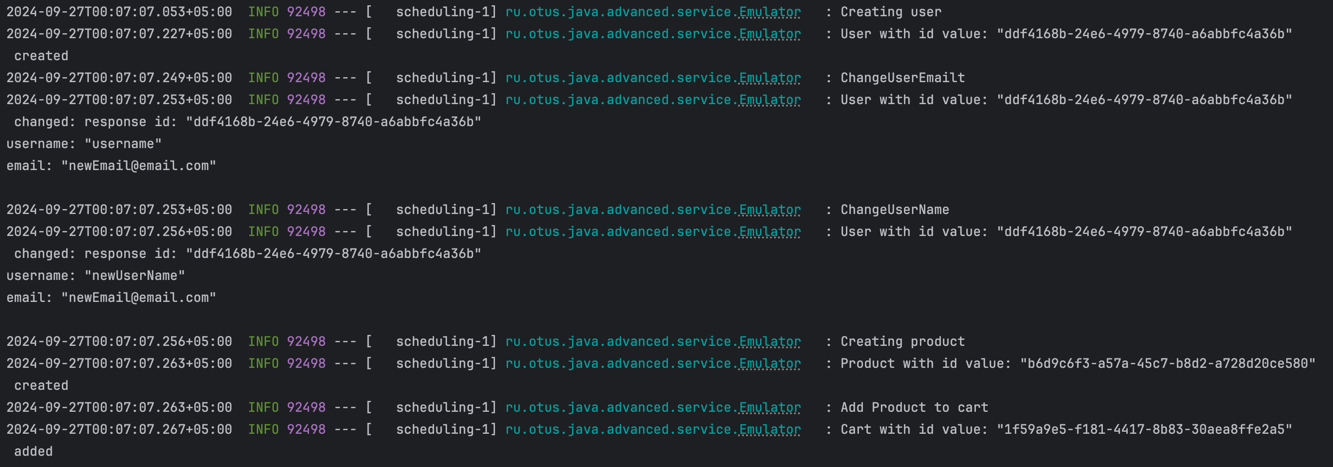 2024-09-27T00:07:07.053+05:00  INFO 92498 --- [   scheduling-1] ru.otus.java.advanced.service.Emulator   : Creating user
2024-09-27T00:07:07.227+05:00  INFO 92498 --- [   scheduling-1] ru.otus.java.advanced.service.Emulator   : User with id value: "ddf4168b-24e6-4979-8740-a6abbfc4a36b"
 created
2024-09-27T00:07:07.249+05:00  INFO 92498 --- [   scheduling-1] ru.otus.java.advanced.service.Emulator   : ChangeUserEmailt
2024-09-27T00:07:07.253+05:00  INFO 92498 --- [   scheduling-1] ru.otus.java.advanced.service.Emulator   : User with id value: "ddf4168b-24e6-4979-8740-a6abbfc4a36b"
 changed: response id: "ddf4168b-24e6-4979-8740-a6abbfc4a36b"
username: "username"
email: "newEmail@email.com"
2024-09-27T00:07:07.253+05:00  INFO 92498 --- [   scheduling-1] ru.otus.java.advanced.service.Emulator   : ChangeUserName
2024-09-27T00:07:07.256+05:00  INFO 92498 --- [   scheduling-1] ru.otus.java.advanced.service.Emulator   : User with id value: "ddf4168b-24e6-4979-8740-a6abbfc4a36b"
 changed: response id: "ddf4168b-24e6-4979-8740-a6abbfc4a36b"
username: "newUserName"
email: "newEmail@email.com"
2024-09-27T00:07:07.256+05:00  INFO 92498 --- [   scheduling-1] ru.otus.java.advanced.service.Emulator   : Creating product
2024-09-27T00:07:07.263+05:00  INFO 92498 --- [   scheduling-1] ru.otus.java.advanced.service.Emulator   : Product with id value: "b6d9c6f3-a57a-45c7-b8d2-a728d20ce580"
 created
2024-09-27T00:07:07.263+05:00  INFO 92498 --- [   scheduling-1] ru.otus.java.advanced.service.Emulator   : Add Product to cart
2024-09-27T00:07:07.267+05:00  INFO 92498 --- [   scheduling-1] ru.otus.java.advanced.service.Emulator   : Cart with id value: "1f59a9e5-f181-4417-8b83-30aea8ffe2a5"
 added